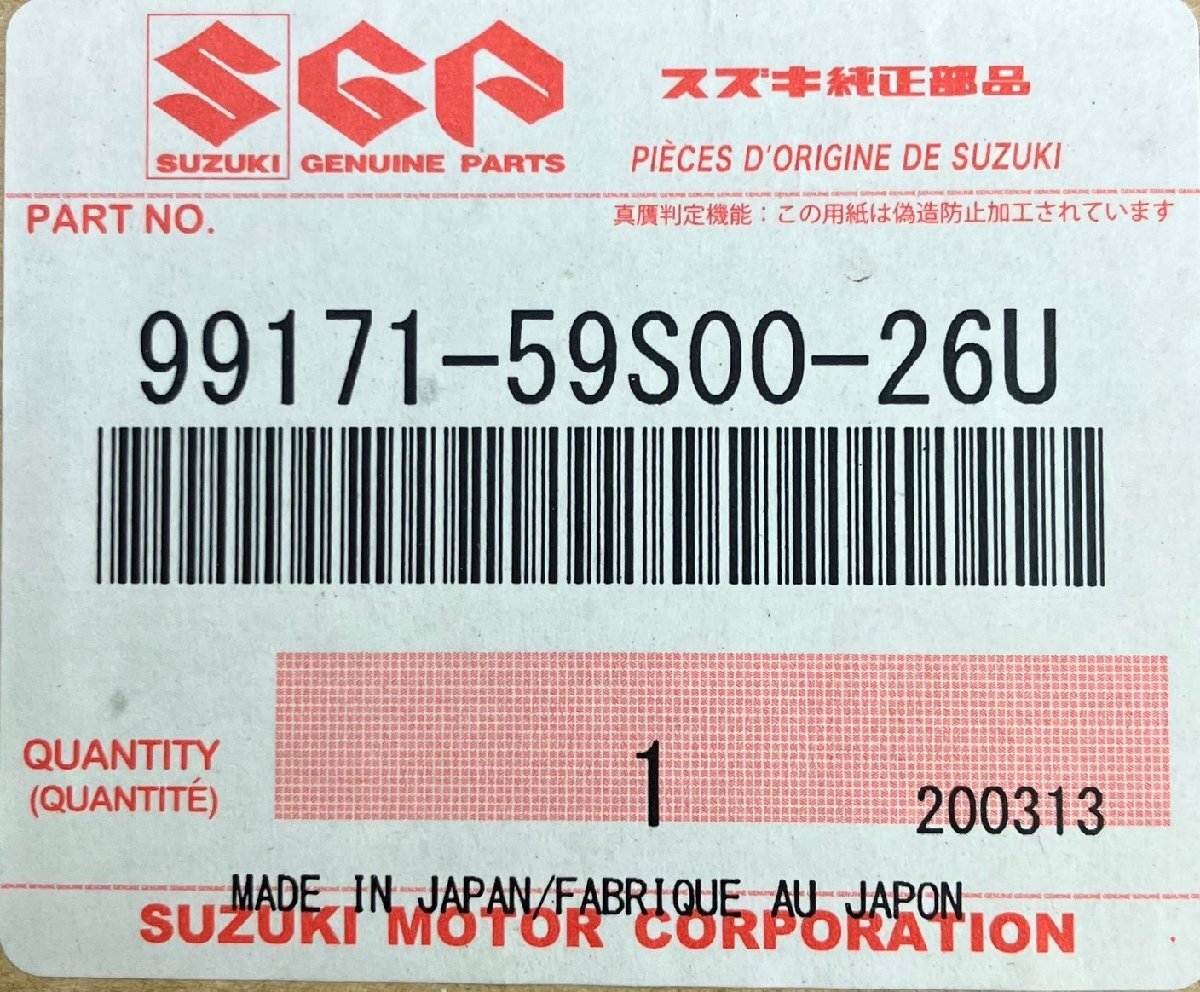 SGP
スズキ純正部品
SUZUKI GENUINE PARTS
PIÈCES D'ORIGINE DE SUZUKI
PART NO.
真贋判定機能：この用紙は偽造防止加工されています
99171-59S00-26U
QUANTITY
(QUANTITÉ)
1
200313
MADE IN JAPAN/FABRIQUE AU JAPON
SUZUKI MOTOR CORPORATION